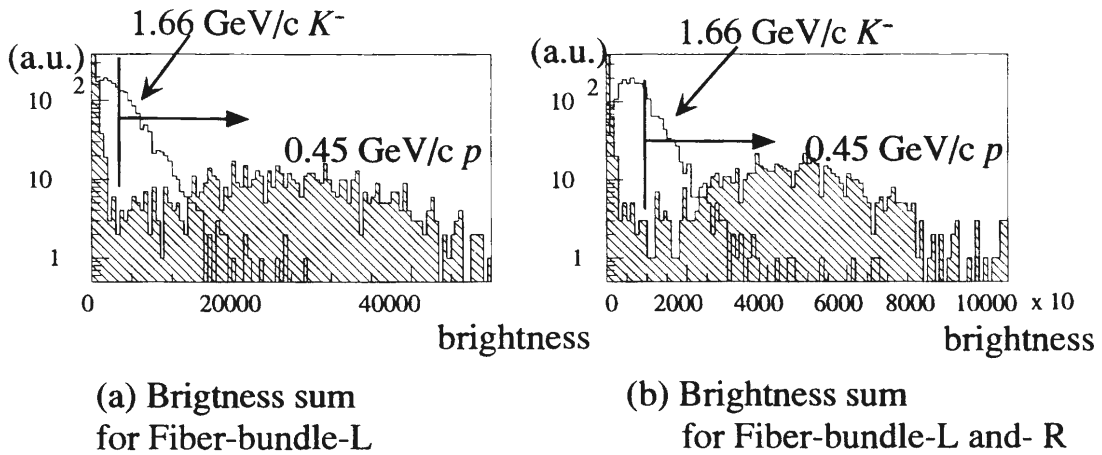 1.66 GeV/c K⁻
(a.u.)
10²
10
1
0.45 GeV/c p
0 20000 40000
brightness
(a) Brigtness sum
for Fiber-bundle-L
1.66 GeV/c K⁻
(a.u.)
10²
10
1
0.45 GeV/c p
0 2000 4000 6000 8000 10000 x 10
brightness
(b) Brightness sum
for Fiber-bundle-L and- R